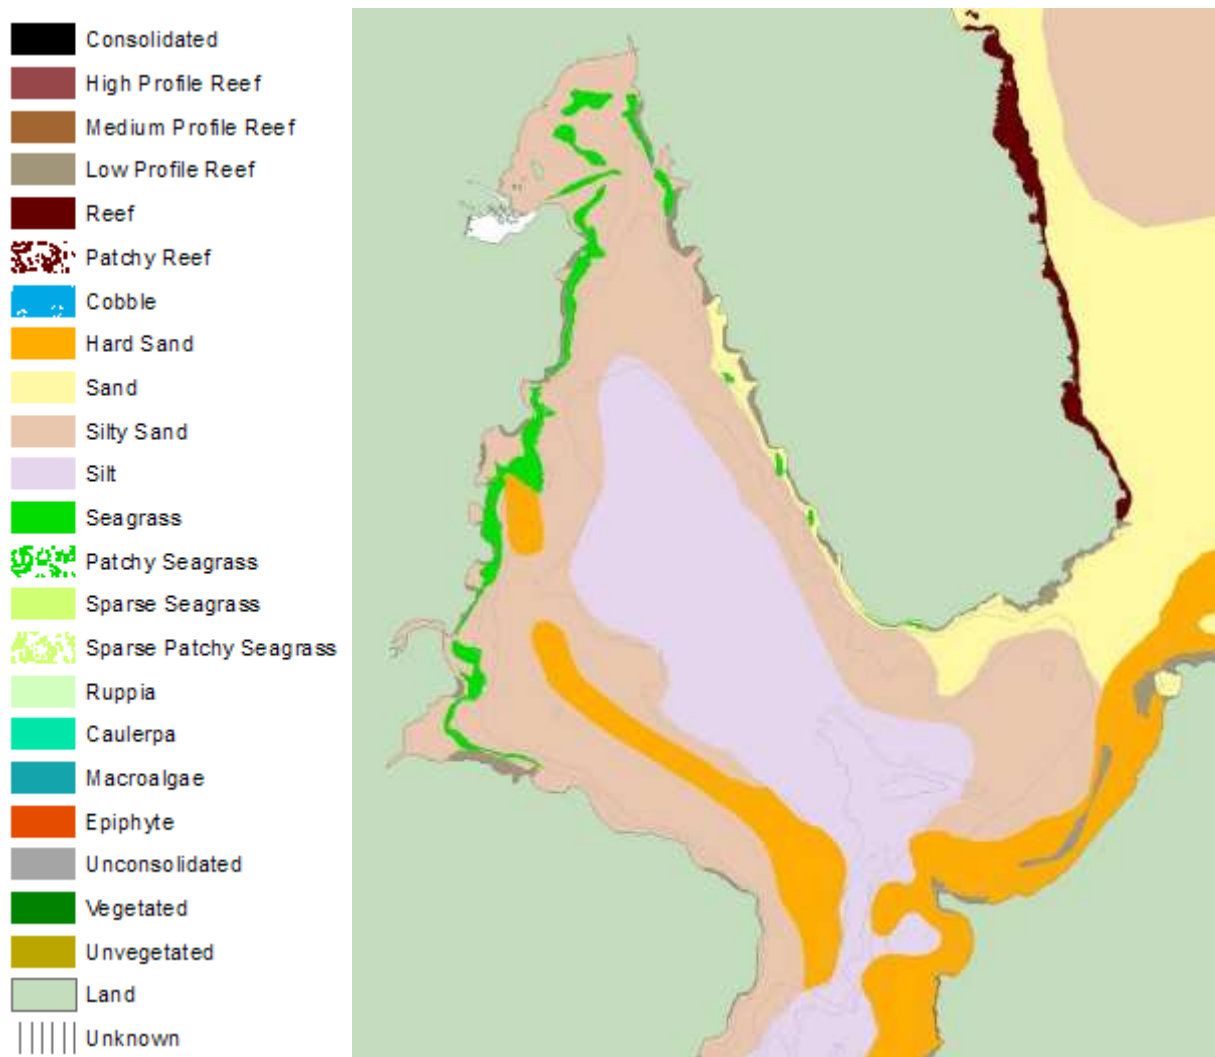 Consolidated
High Profile Reef
Medium Profile Reef
Low Profile Reef
Reef
Patchy Reef
Cobble
Hard Sand
Sand
Silty Sand
Silt
Seagrass
Patchy Seagrass
Sparse Seagrass
Sparse Patchy Seagrass
Ruppia
Caulerpa
Macroalgae
Epiphyte
Unconsolidated
Vegetated
Unvegetated
Land
Unknown